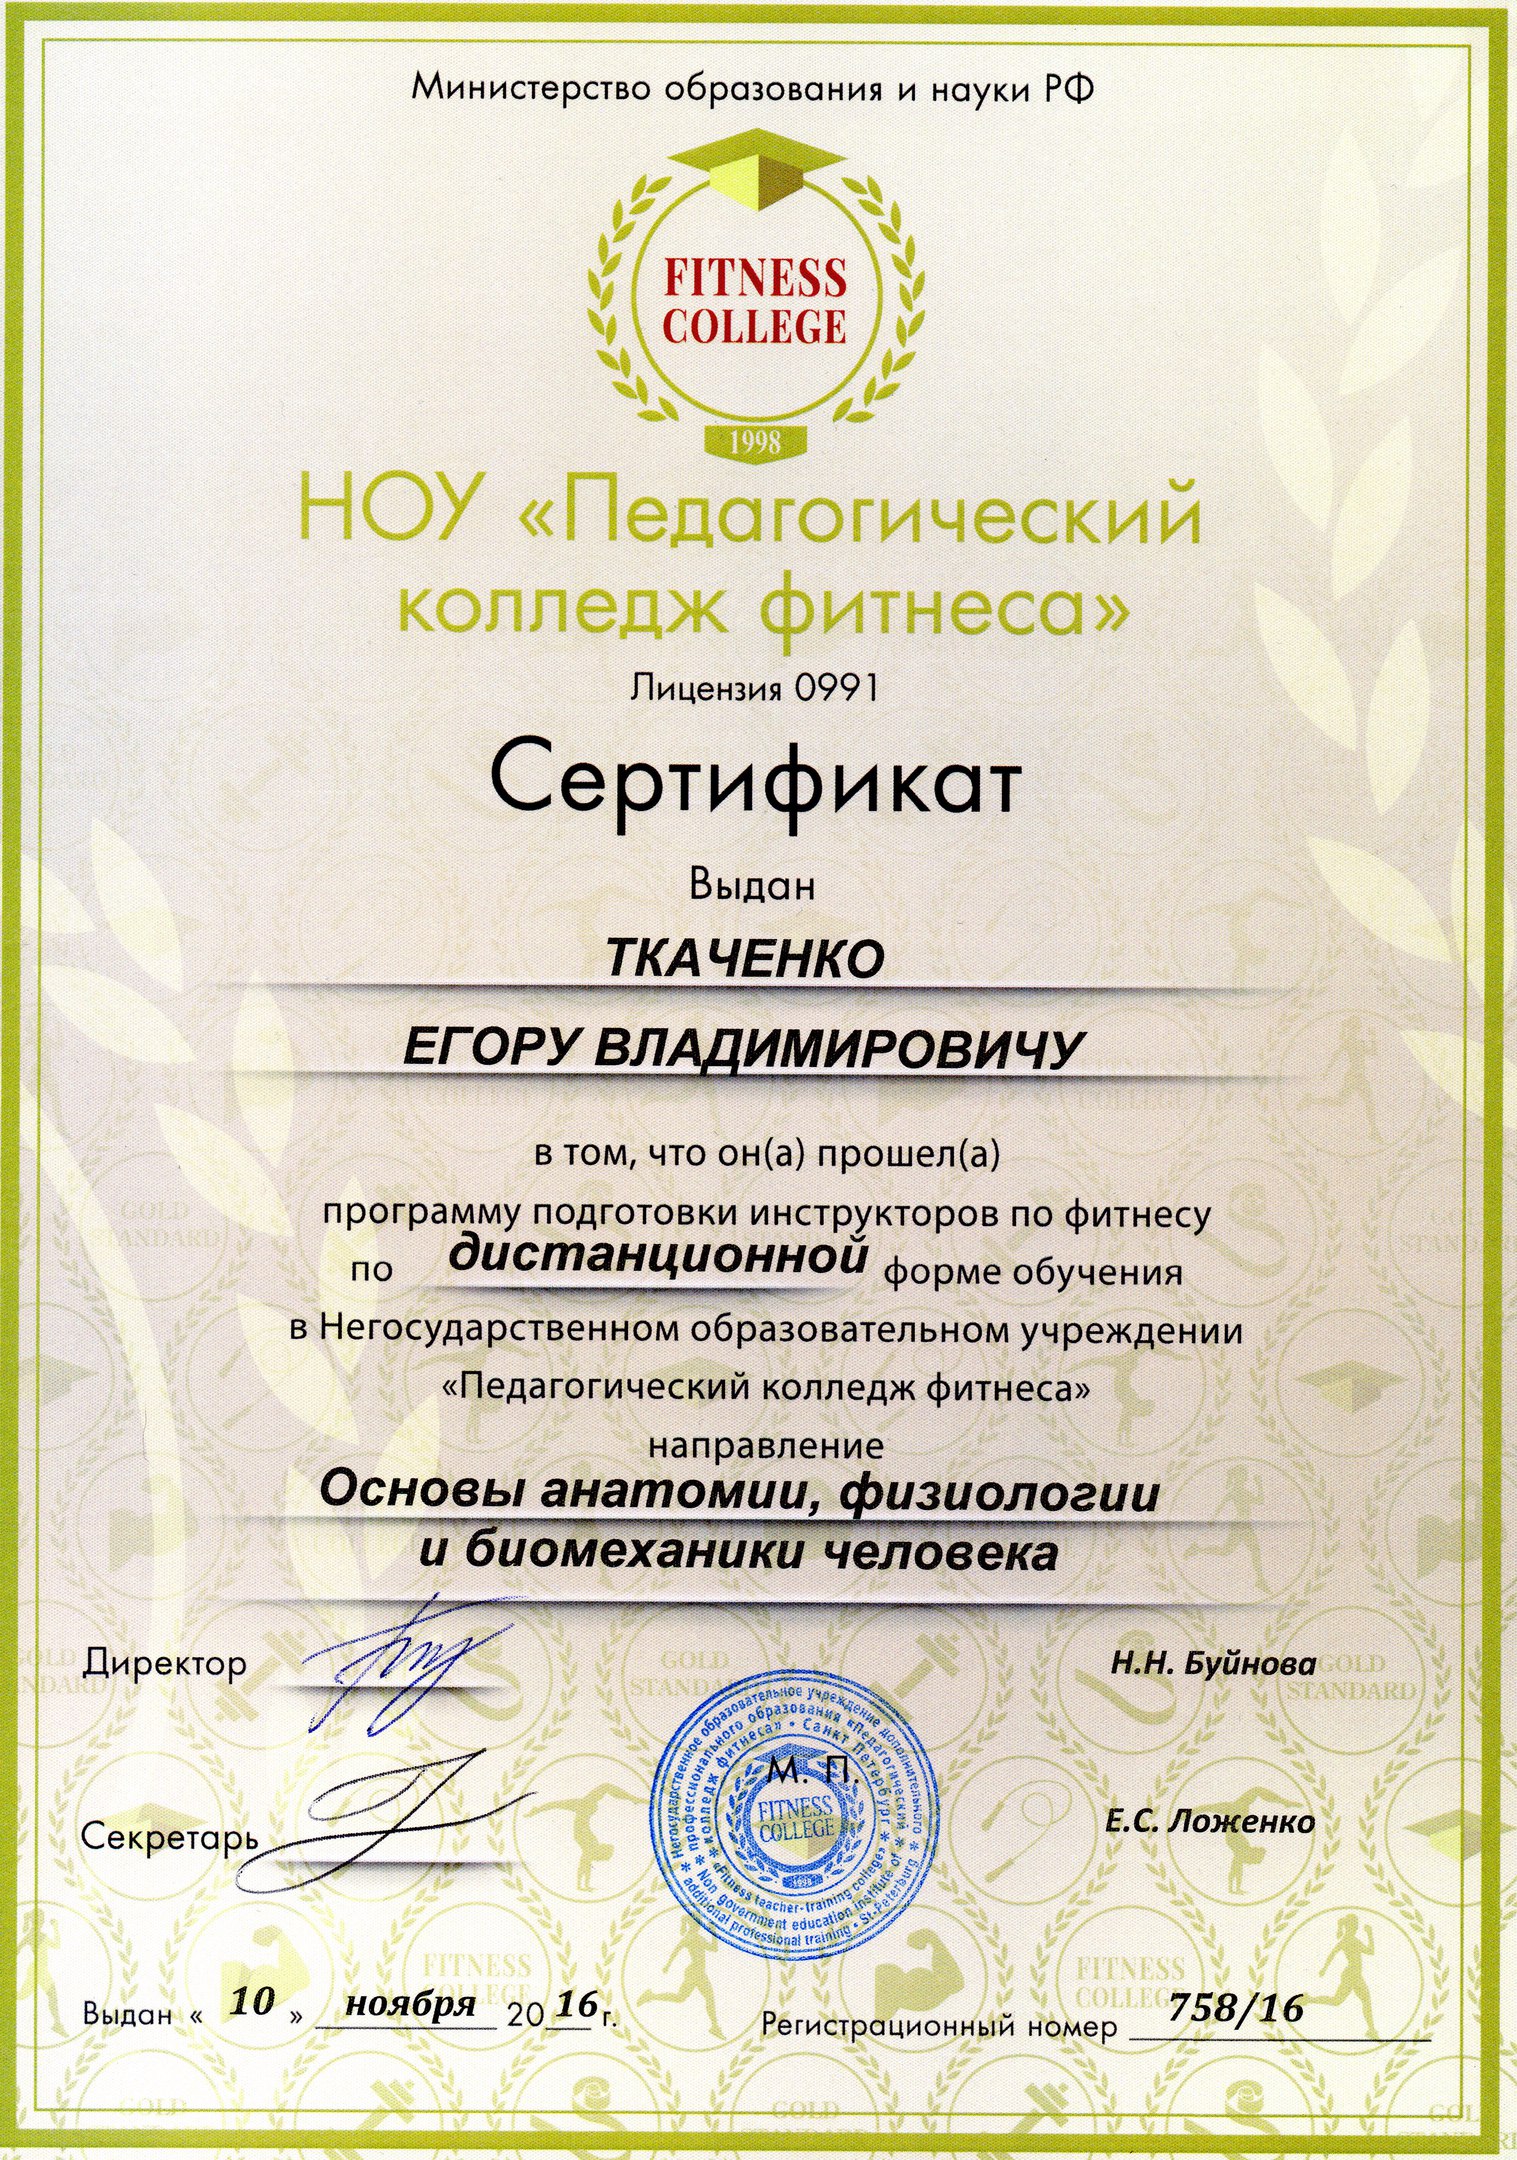 Министерство образования и науки РФ
FITNESS
COLLEGE
1998
НОУ «Педагогический
колледж фитнеса»
Лицензия 0991
Сертификат
Выдан
ТКАЧЕНКО
ЕГОРУ ВЛАДИМИРОВИЧУ
в том, что он(а) прошел(а)
программу подготовки инструкторов по фитнесу
по дистанционной форме обучения
в Негосударственном образовательном учреждении
«Педагогический колледж фитнеса»
направление
Основы анатомии, физиологии
и биомеханики человека
Директор Н.Н. Буйнова
М. П.
Негосударственное образовательное учреждение дополнительного
профессионального образования «Педагогический
колледж фитнеса» • Санкт Петербург
FITNESS
COLLEGE
1998
«Fitness teacher-training college»
Non government education institute of
additional professional training • St-Peterburg
Секретарь Е.С. Ложенко
Выдан « 10 » ноября 2016 г.
Регистрационный номер 758/16